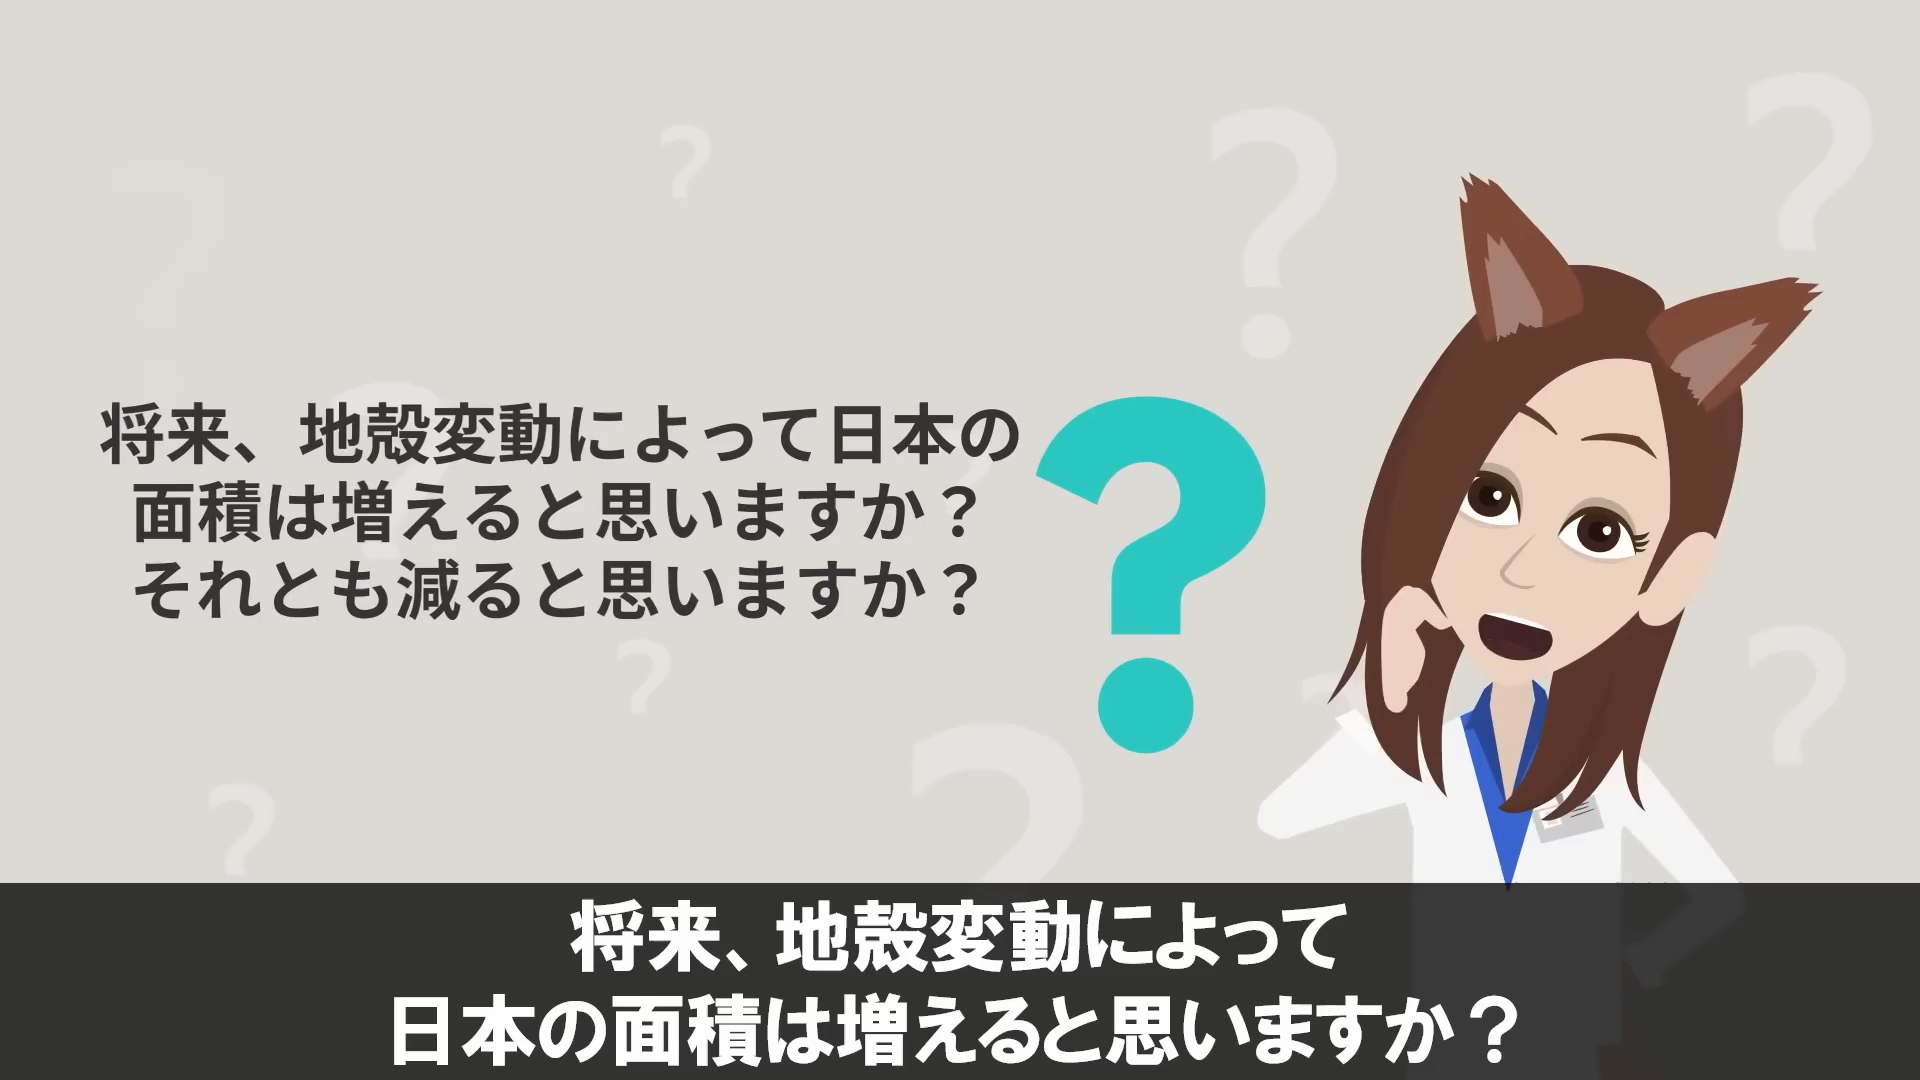 将来、地殻変動によって日本の
面積は増えると思いますか？
それとも減ると思いますか？
?
将来、地殻変動によって
日本の面積は増えると思いますか？